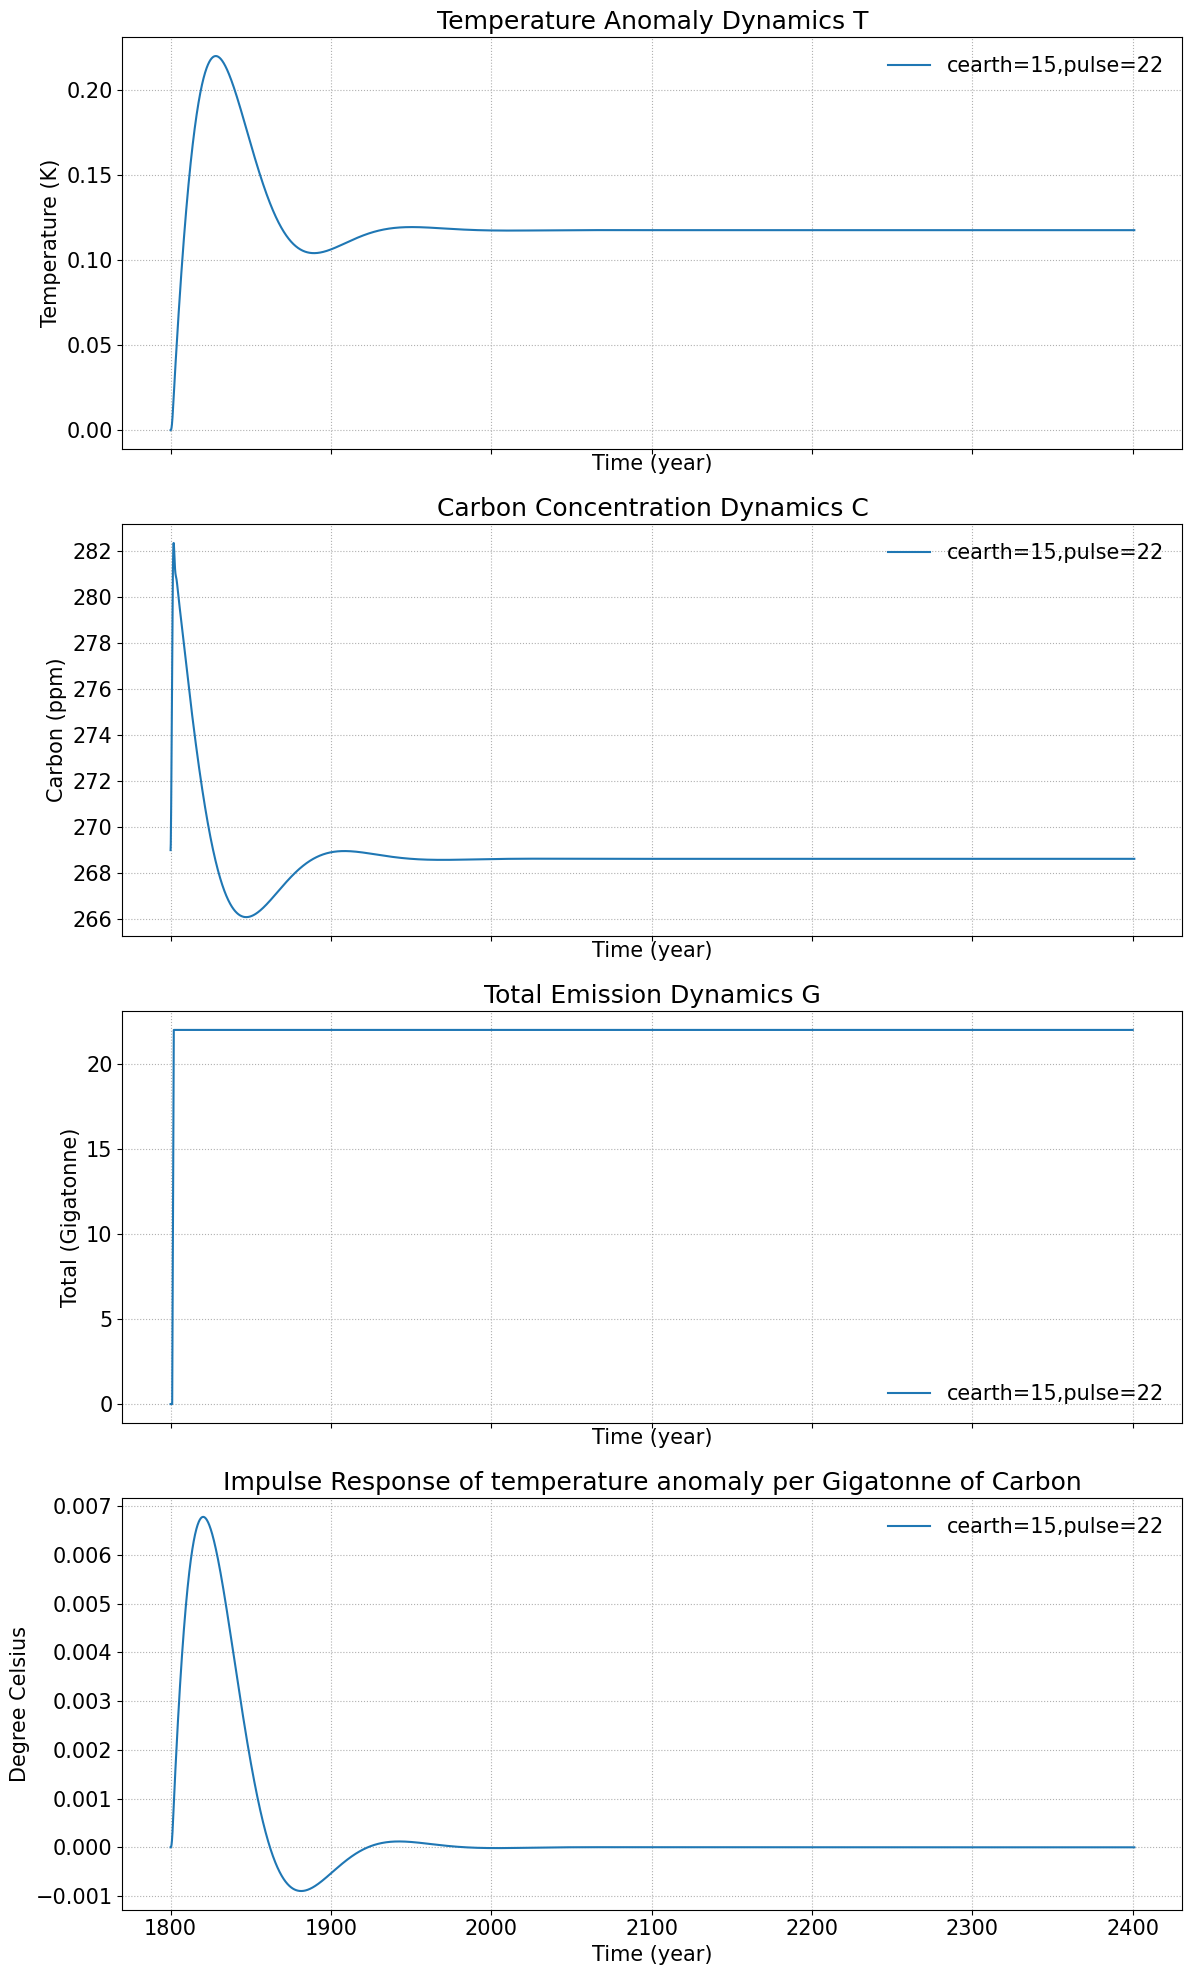 Temperature Anomaly Dynamics T
cearth=15,pulse=22
0.20
0.15
0.10
0.05
0.00
Temperature (K)
Time (year)
Carbon Concentration Dynamics C
cearth=15,pulse=22
282
280
278
276
274
272
270
268
266
Carbon (ppm)
Time (year)
Total Emission Dynamics G
20
15
10
5
0
Total (Gigatonne)
cearth=15,pulse=22
Time (year)
Impulse Response of temperature anomaly per Gigatonne of Carbon
cearth=15,pulse=22
0.007
0.006
0.005
0.004
0.003
0.002
0.001
0.000
−0.001
Degree Celsius
1800 1900 2000 2100 2200 2300 2400
Time (year)